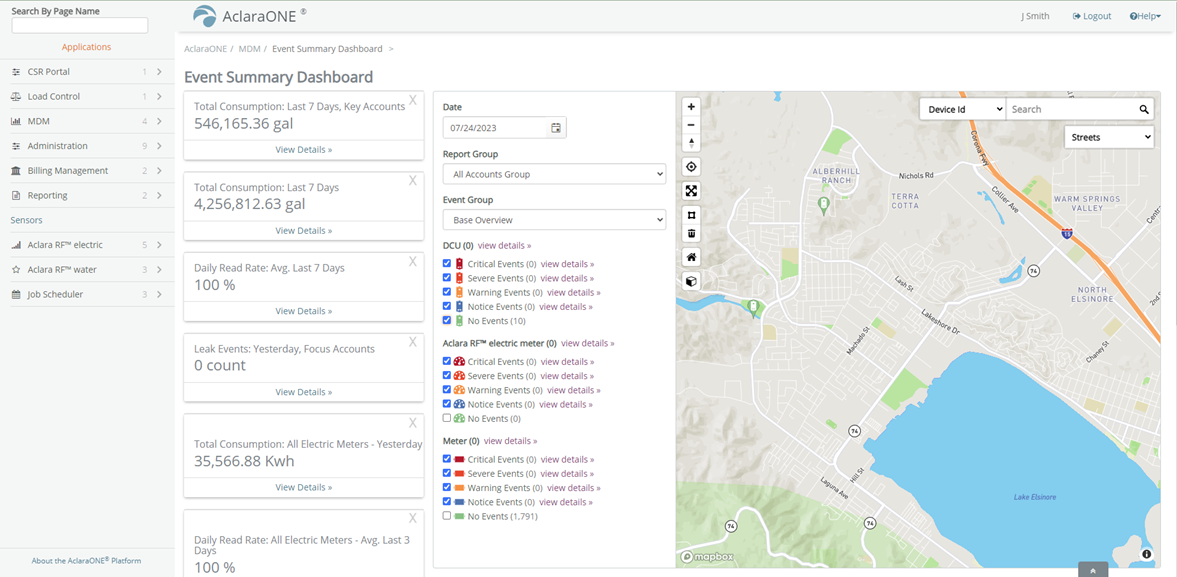 Search By Page Name
Applications
CSR Portal 1
Load Control 1
MDM 4
Administration 9
Billing Management 2
Reporting 2
Sensors
Aclara RF™ electric 5
Aclara RF™ water 3
Job Scheduler 3
About the AclaraONE® Platform
AclaraONE ®
J Smith
Logout
Help
AclaraONE / MDM / Event Summary Dashboard >
Event Summary Dashboard
Total Consumption: Last 7 Days, Key Accounts X
546,165.36 gal
View Details »
Total Consumption: Last 7 Days X
4,256,812.63 gal
View Details »
Daily Read Rate: Avg. Last 7 Days X
100 %
View Details »
Leak Events: Yesterday, Focus Accounts X
0 count
View Details »
X
Total Consumption: All Electric Meters - Yesterday
35,566.88 Kwh
View Details »
X
Daily Read Rate: All Electric Meters - Avg. Last 3
Days
100 %
Date
07/24/2023
Report Group
All Accounts Group
Event Group
Base Overview
DCU (0) view details »
Critical Events (0) view details »
Severe Events (0) view details »
Warning Events (0) view details »
Notice Events (0) view details »
No Events (10)
Aclara RF™ electric meter (0) view details »
Critical Events (0) view details »
Severe Events (0) view details »
Warning Events (0) view details »
Notice Events (0) view details »
No Events (0)
Meter (0) view details »
Critical Events (0) view details »
Severe Events (0) view details »
Warning Events (0) view details »
Notice Events (0) view details »
No Events (1,791)
Device Id
Search
Streets
Corona Fwy
ALBERHILL
RANCH
Nichols Rd
TERRA
COTTA
Collier Ave
WARM SPRINGS
VALLEY
15
74
Lash St
NORTH
ELSINORE
2nd
Lakeshore Dr
Machado St
Chaney St
74
Hill St
Laguna Ave
Lake Elsinore
74
74
mapbox